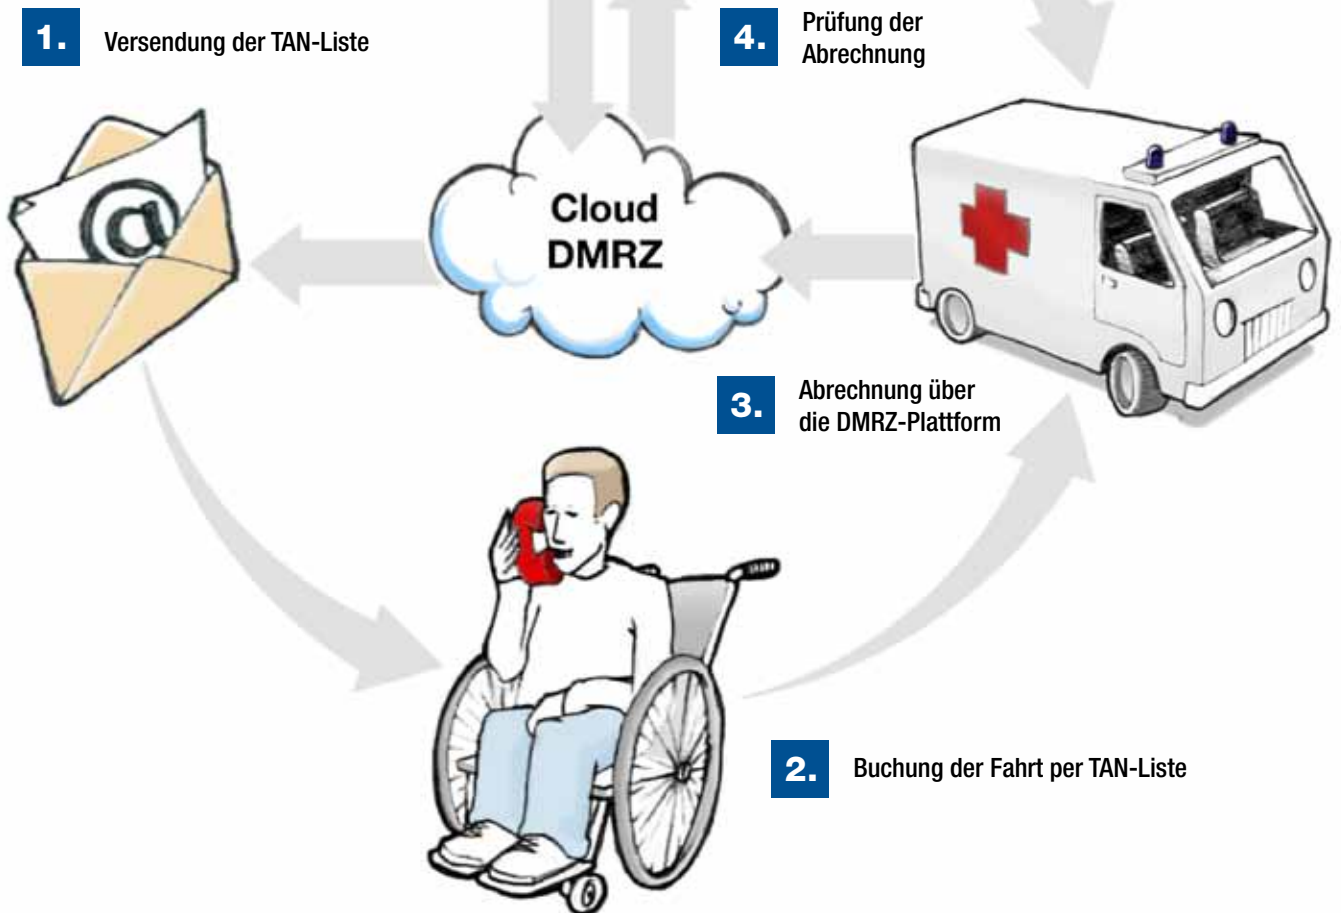 1.
Versendung der TAN-Liste
4.
Prüfung der
Abrechnung
@
Cloud
DMRZ
3.
Abrechnung über
die DMRZ-Plattform
2.
Buchung der Fahrt per TAN-Liste